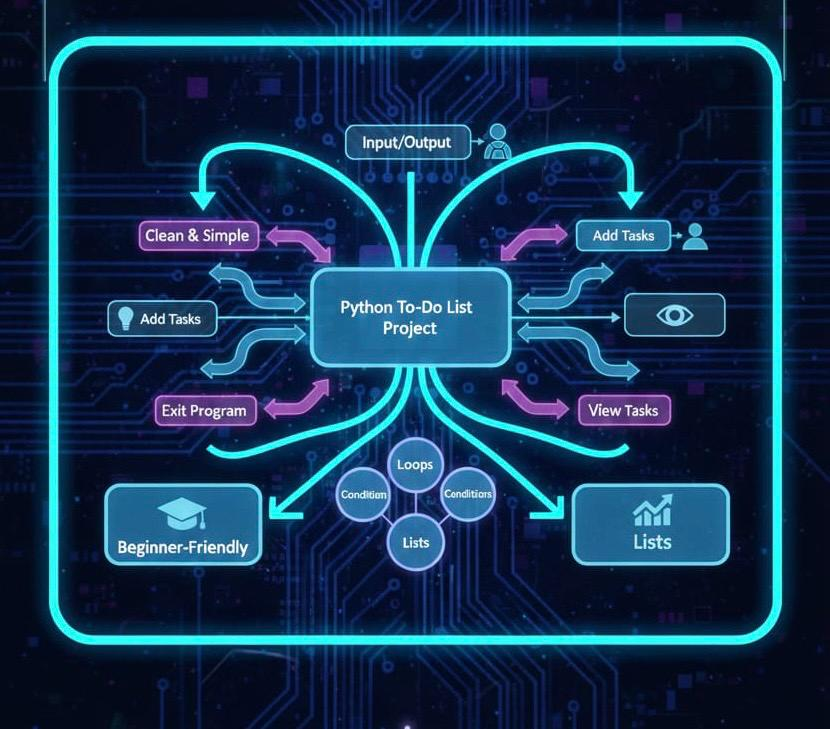 Input/Output
Clean & Simple
Add Tasks
Python To-Do List
Project
Add Tasks
Exit Program
View Tasks
Loops
Condition
Conditiors
Lists
Beginner-Friendly
Lists